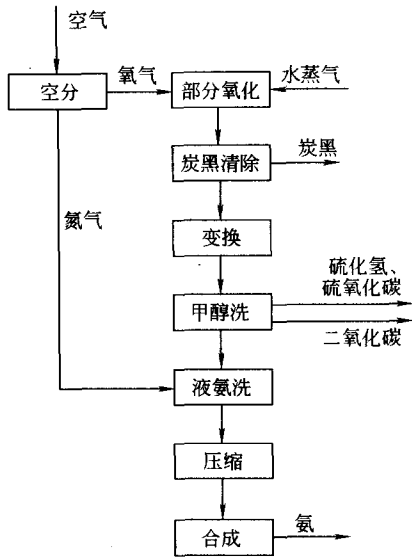 空气
空分
氧气
部分氧化
水蒸气
炭黑清除
炭黑
氮气
变换
甲醇洗
硫化氢、
硫氧化碳
二氧化碳
液氨洗
压缩
合成
氨